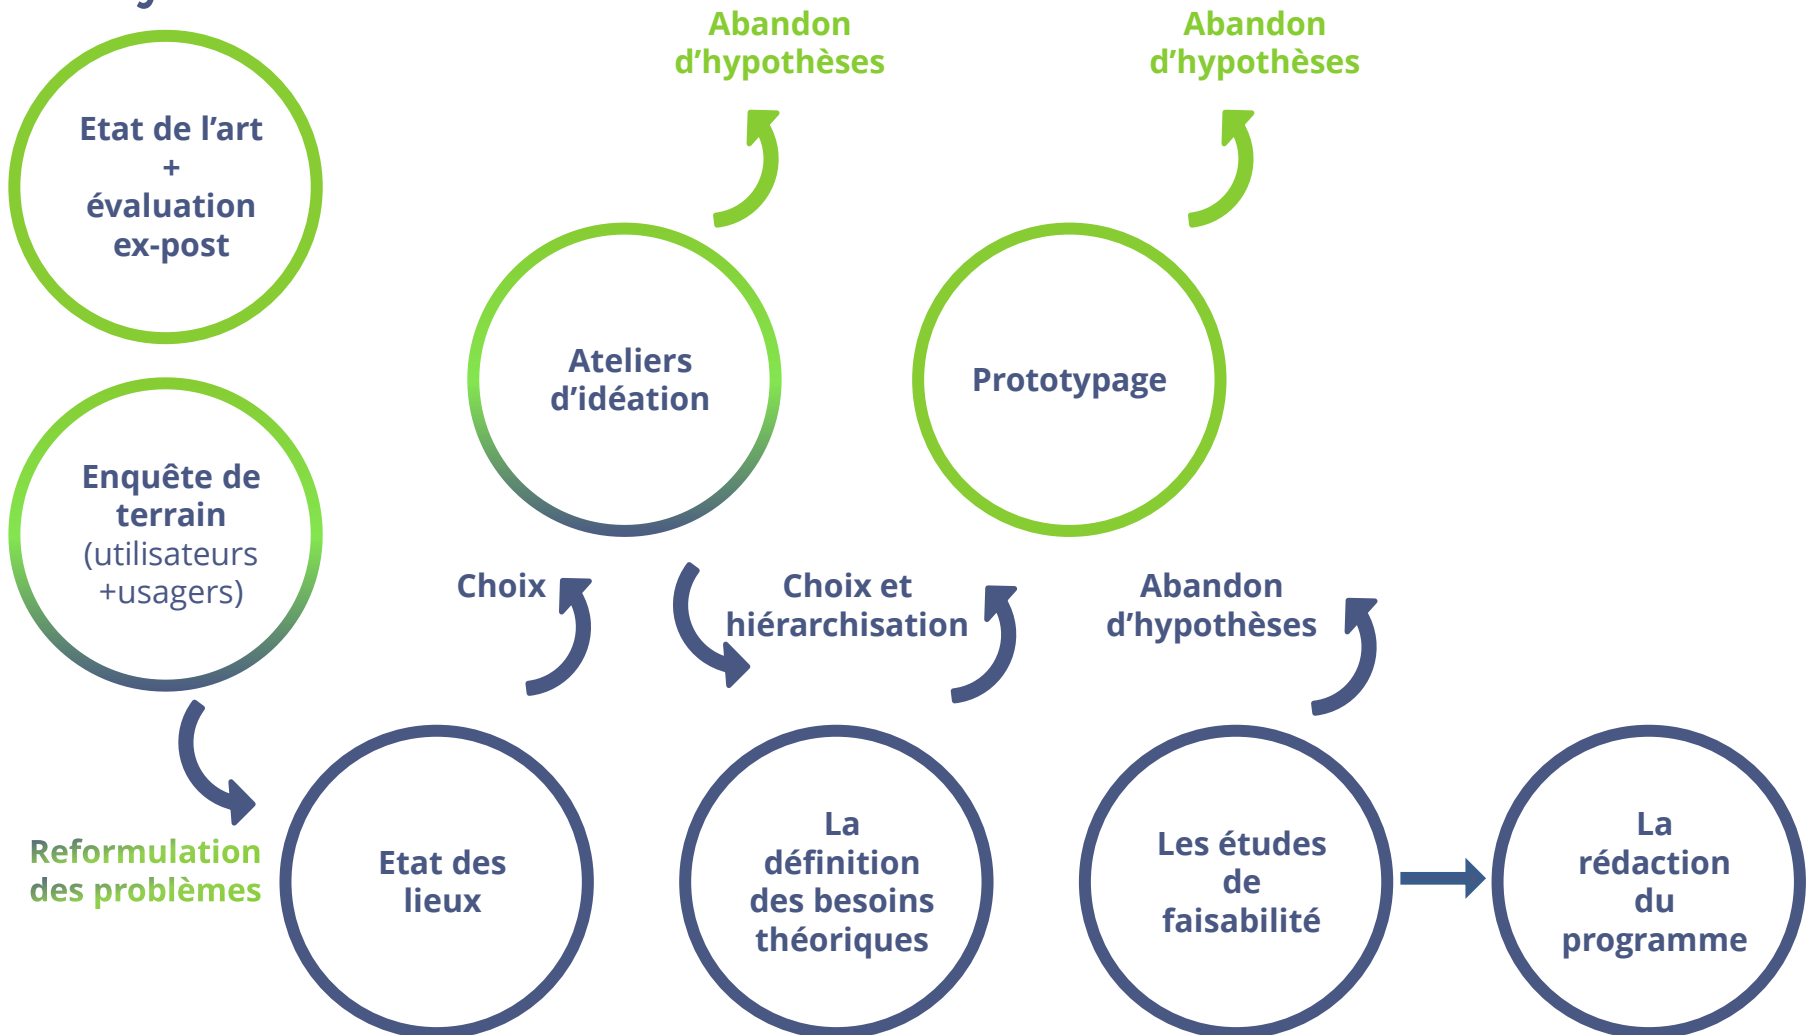 Abandon
d’hypothèses
Abandon
d’hypothèses
Etat de l’art
+
évaluation
ex-post
Ateliers
d’idéation
Prototypage
Enquête de
terrain
(utilisateurs
+usagers)
Choix
Choix et
hiérarchisation
Abandon
d’hypothèses
Reformulation
des problèmes
Etat des
lieux
La
définition
des besoins
théoriques
Les études
de
faisabilité
La
rédaction
du
programme